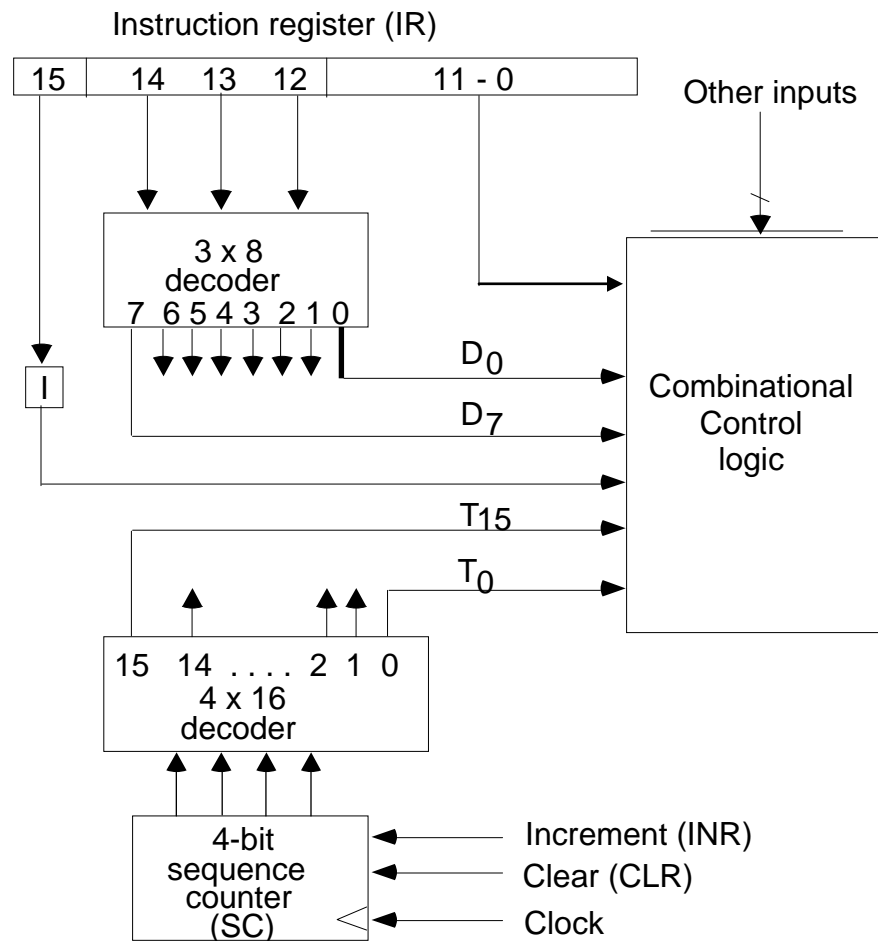 Instruction register (IR)
15 14 13 12 11 - 0
Other inputs
3 x 8
decoder
7 6 5 4 3 2 1 0
D0
I
D7
Combinational
Control
logic
T15
T0
15 14 . . . . 2 1 0
4 x 16
decoder
4-bit
sequence
counter
(SC)
Increment (INR)
Clear (CLR)
Clock